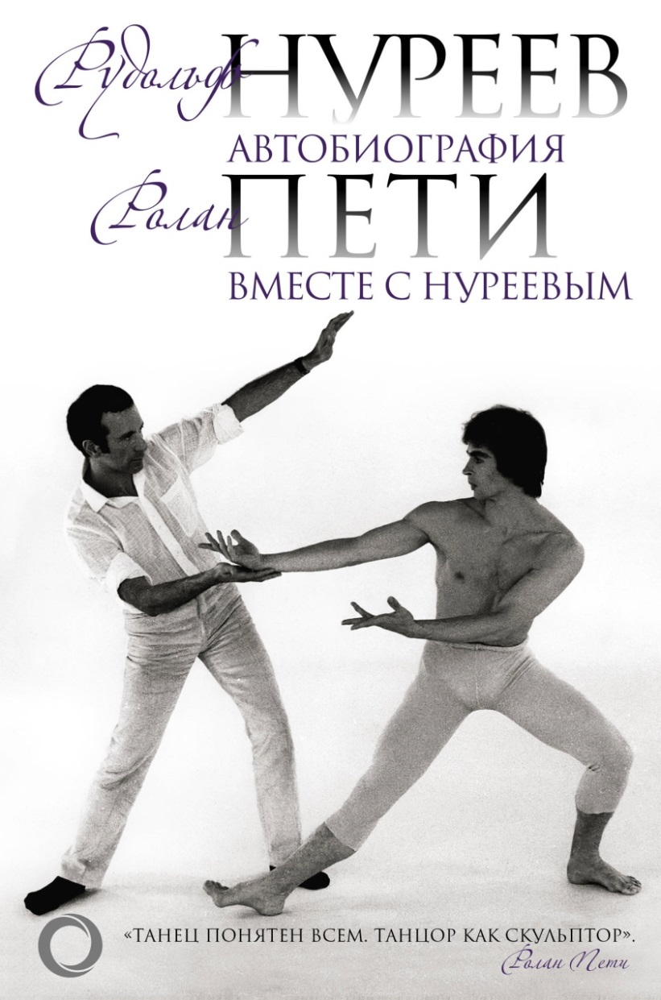 Рудольф НУРЕЕВ
АВТОБИОГРАФИЯ
Ролан ПЕТИ
ВМЕСТЕ С НУРЕЕВЫМ
«ТАНЕЦ ПОНЯТЕН ВСЕМ. ТАНЦОР КАК СКУЛЬПТОР».
Ролан Пети